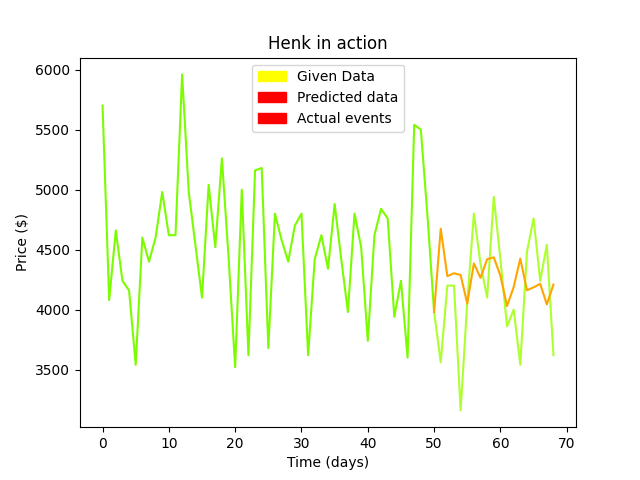 Henk in action
Given Data
Predicted data
Actual events
Price ($)
6000
5500
5000
4500
4000
3500
0 10 20 30 40 50 60 70
Time (days)